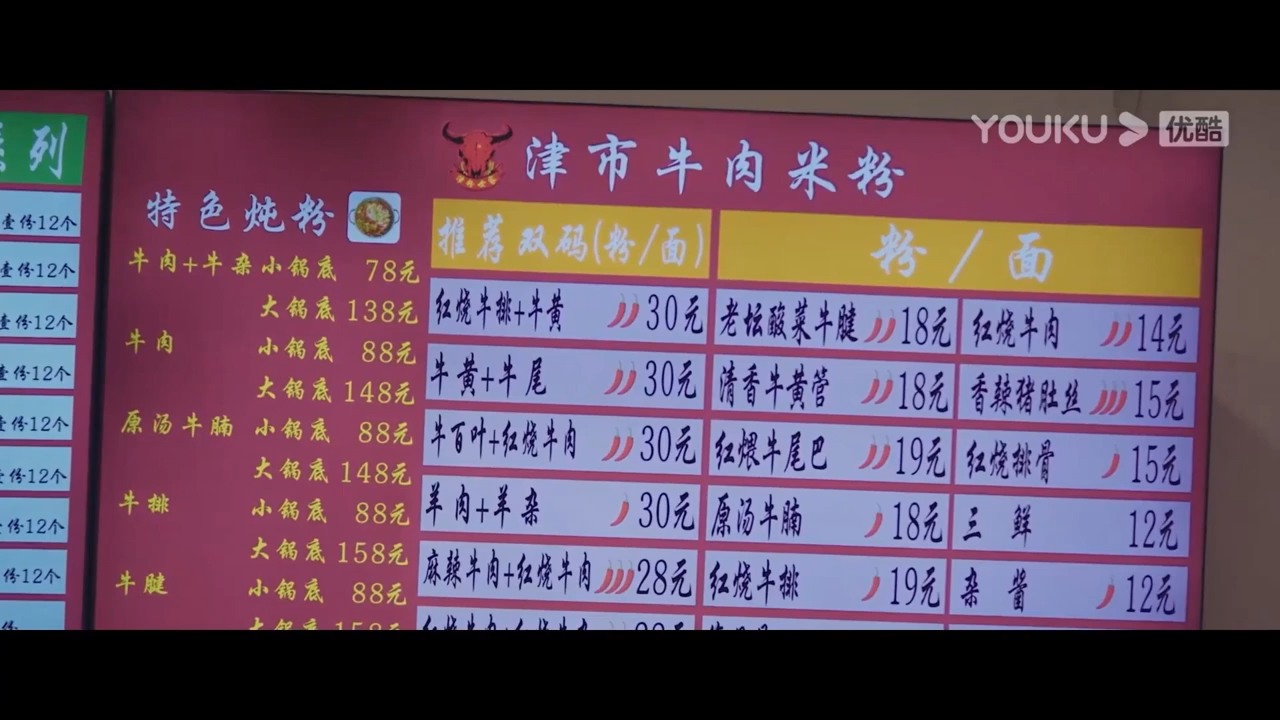 YOUKU 优酷
系列
壹份12个
壹份12个
壹份12个
壹份12个
壹份12个
壹份12个
壹份12个
份12个
津市牛肉米粉
特色炖粉
牛肉+牛杂 小锅底 78元
大锅底 138元
牛肉 小锅底 88元
大锅底 148元
原汤牛腩 小锅底 88元
大锅底 148元
牛排 小锅底 88元
大锅底 158元
牛腱 小锅底 88元
大锅底 158元
推荐双码(粉/面)
红烧牛排+牛黄 30元
牛黄+牛尾 30元
牛百叶+红烧牛肉 30元
羊肉+羊杂 30元
麻辣牛肉+红烧牛肉 28元
粉/面
老坛酸菜牛腱 18元
清香牛黄管 18元
红煨牛尾巴 19元
原汤牛腩 18元
红烧牛排 19元
红烧牛肉 14元
香辣猪肚丝 15元
红烧排骨 15元
三鲜 12元
杂酱 12元